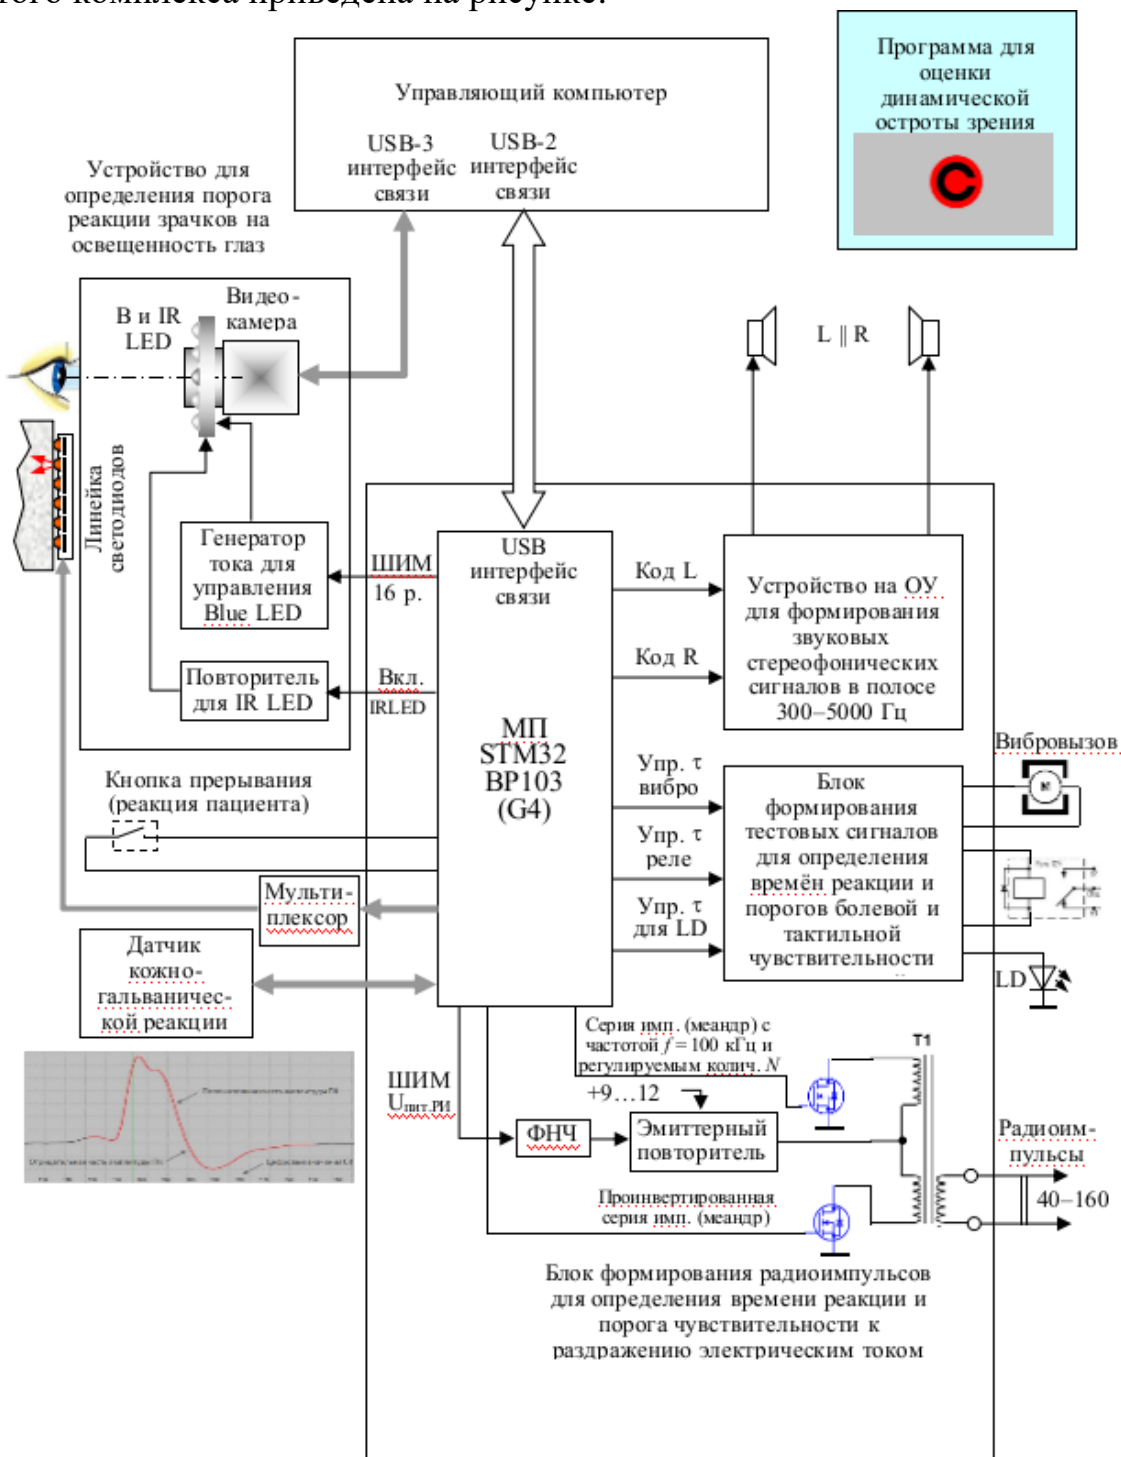 того комплекса приведена на рисунке.
Программа для
оценки
динамической
остроты зрения
Управляющий компьютер
USB-3
интерфейс
связи
USB-2
интерфейс
связи
Устройство для
определения порога
реакции зрачков на
освещенность глаз
В и IR
LED
Видео-
камера
L || R
Линейка
светодиодов
Генератор
тока для
управления
Blue LED
ШИМ
16 р.
USB
интерфейс
связи
Код L
Код R
Устройство на ОУ
для формирования
звуковых
стереофонических
сигналов в полосе
300–5000 Гц
Повторитель
для IR LED
Вкл.
IRLED
МП
STM32
BP103
(G4)
Вибровызов
М
Кнопка прерывания
(реакция пациента)
Упр. τ
вибро
Упр. τ
реле
Упр. τ
для LD
Блок
формирования
тестовых сигналов
для определения
времён реакции и
порогов болевой и
тактильной
чувствительности
LD
Мульти-
плексор
Датчик
кожно-
гальваничес-
кой реакции
Серия имп. (меандр) с
частотой f = 100 кГц и
регулируемым колич. N
T1
ШИМ
Uпит.РИ
+9...12
ФНЧ
Эмиттерный
повторитель
Радиоим-
пульсы
40–160
Проинвертированная
серия имп. (меандр)
Блок формирования радиоимпульсов
для определения времени реакции и
порога чувствительности к
раздражению электрическим током